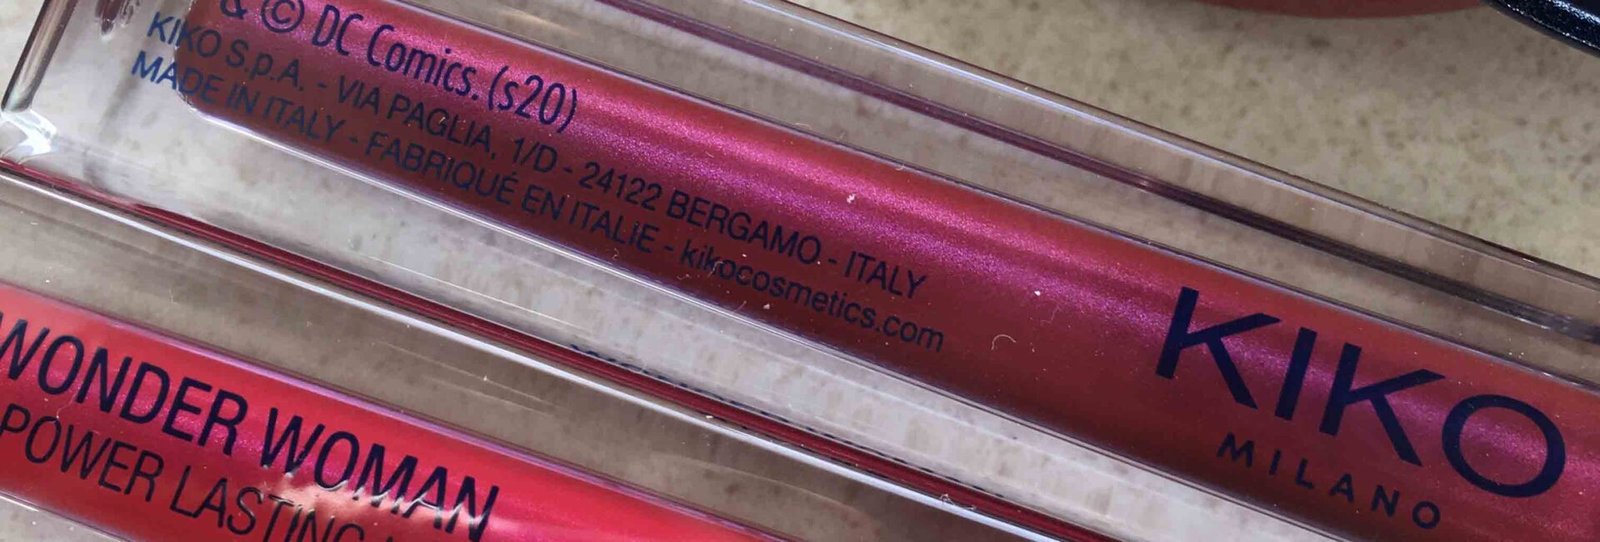 & © DC Comics. (s20)
KIKO S.p.A. - VIA PAGLIA, 1/D - 24122 BERGAMO - ITALY
MADE IN ITALY - FABRIQUÉ EN ITALIE - kikocosmetics.com
KIKO
MILANO
WONDER WOMAN
POWER LASTING